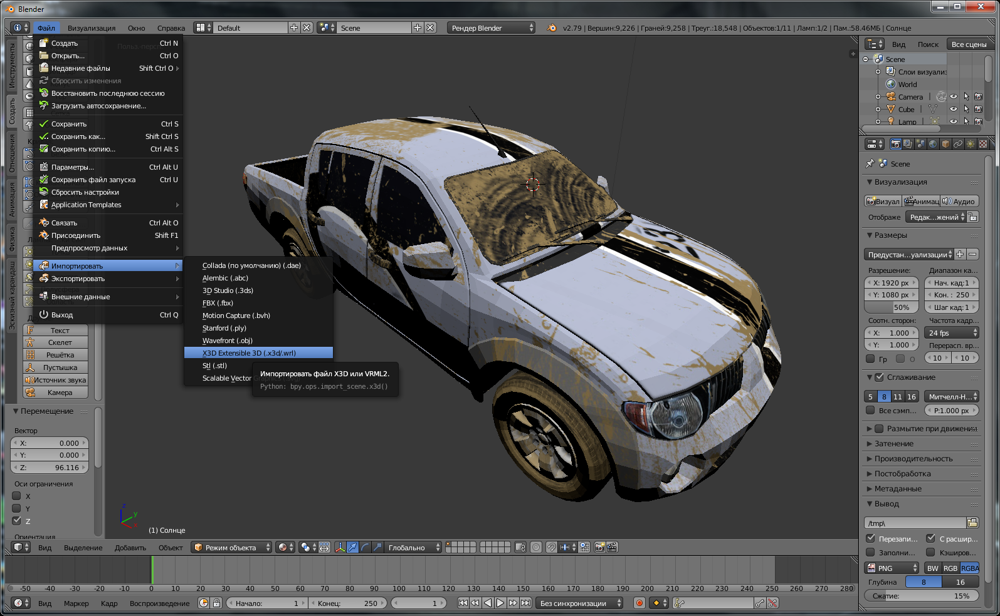 Blender
Файл Визуализация Окно Справка Default Scene Рендер Blender v2.79 | Вершин:9,226 | Граней:9,258 | Треуг.:18,548 | Объектов:1/11 | Ламп:1/2 | Пам.:58.46МБ | Солнце
Создать Ctrl N
Открыть... Ctrl O
Недавние файлы Shift Ctrl O
Сбросить изменения
Восстановить последнюю сессию
Загрузить автосохранение...
Сохранить Ctrl S
Сохранить как... Shift Ctrl S
Сохранить копию... Ctrl Alt S
Параметры... Ctrl Alt U
Сохранить файл запуска Ctrl U
Сбросить настройки
Application Templates
Связать Ctrl Alt O
Присоединить Shift F1
Предпросмотр данных
Импортировать
Экспортировать
Внешние данные
Выход Ctrl Q
Collada (по умолчанию) (.dae)
Alembic (.abc)
3D Studio (.3ds)
FBX (.fbx)
Motion Capture (.bvh)
Stanford (.ply)
Wavefront (.obj)
X3D Extensible 3D (.x3d/.wrl)
Stl (.stl)
Scalable Vector
Импортировать файл X3D или VRML2.
Python: bpy.ops.import_scene.x3d()
Инструменты
Создать
Отношения
Анимация
Физика
Эскизный карандаш
Текст
Скелет
Решётка
Пустышка
Источник звука
Камера
Перемещение
Вектор
X: 0.000
Y: 0.000
Z: 96.116
Оси ограничения
X
Y
Z
Ориентация
z
y
x
(1) Солнце
Вид Выделение Добавить Объект Режим объекта Глобально
-50 -40 -30 -20 -10 0 10 20 30 40 50 60 70 80 90 100 110 120 130 140 150 160 170 180 190 200 210 220 230 240 250 260 270 280
Вид Маркер Кадр Воспроизведение Начало: 1 Конец: 250 1 Без синхронизации
Вид Поиск Все сцены
Scene
Слои визуализ
World
Camera
Cube
Lamp
Scene
Визуализация
Визуал Анимац Аудио
Отображе Редак...жений
Размеры
Предустан...уализации
Разрешение: Диапазон ка...
X: 1920 px Нач. кад:1
Y: 1080 px Кон. : 250
50% Шаг кад: 1
Соотн. сторон: Частота кадр...
X: 1.000 24 fps
Y: 1.000 Перерасп. вр...
Гр О 10 10
Сглаживание
5 8 11 16 Митчелл-Н...
Все сэмп... Р:1.000 px
Размытие при движени
Затенение
Производительность
Постобработка
Метаданные
Вывод
/tmp\
Перезапи... С расшир...
Заполни... Кэширов...
PNG BW RGB RGBA
Глубина 8 16
Сжатие: 15%